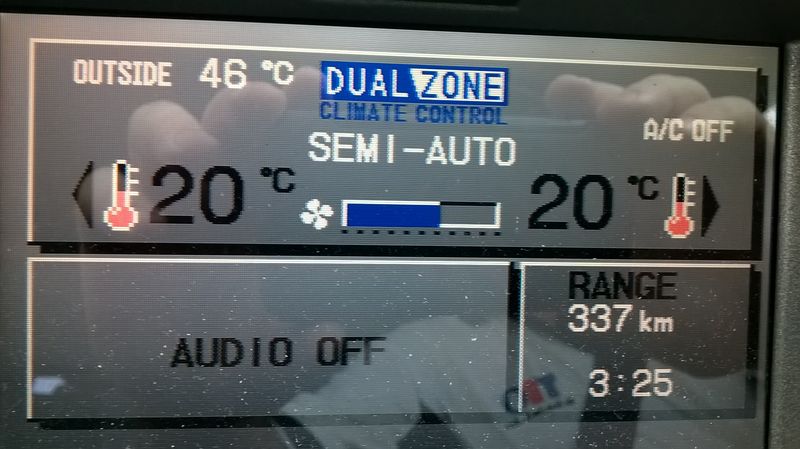 OUTSIDE 46 °C
DUAL ZONE
CLIMATE CONTROL
A/C OFF
SEMI-AUTO
20 °C
20 °C
AUDIO OFF
RANGE
337 km
3:25